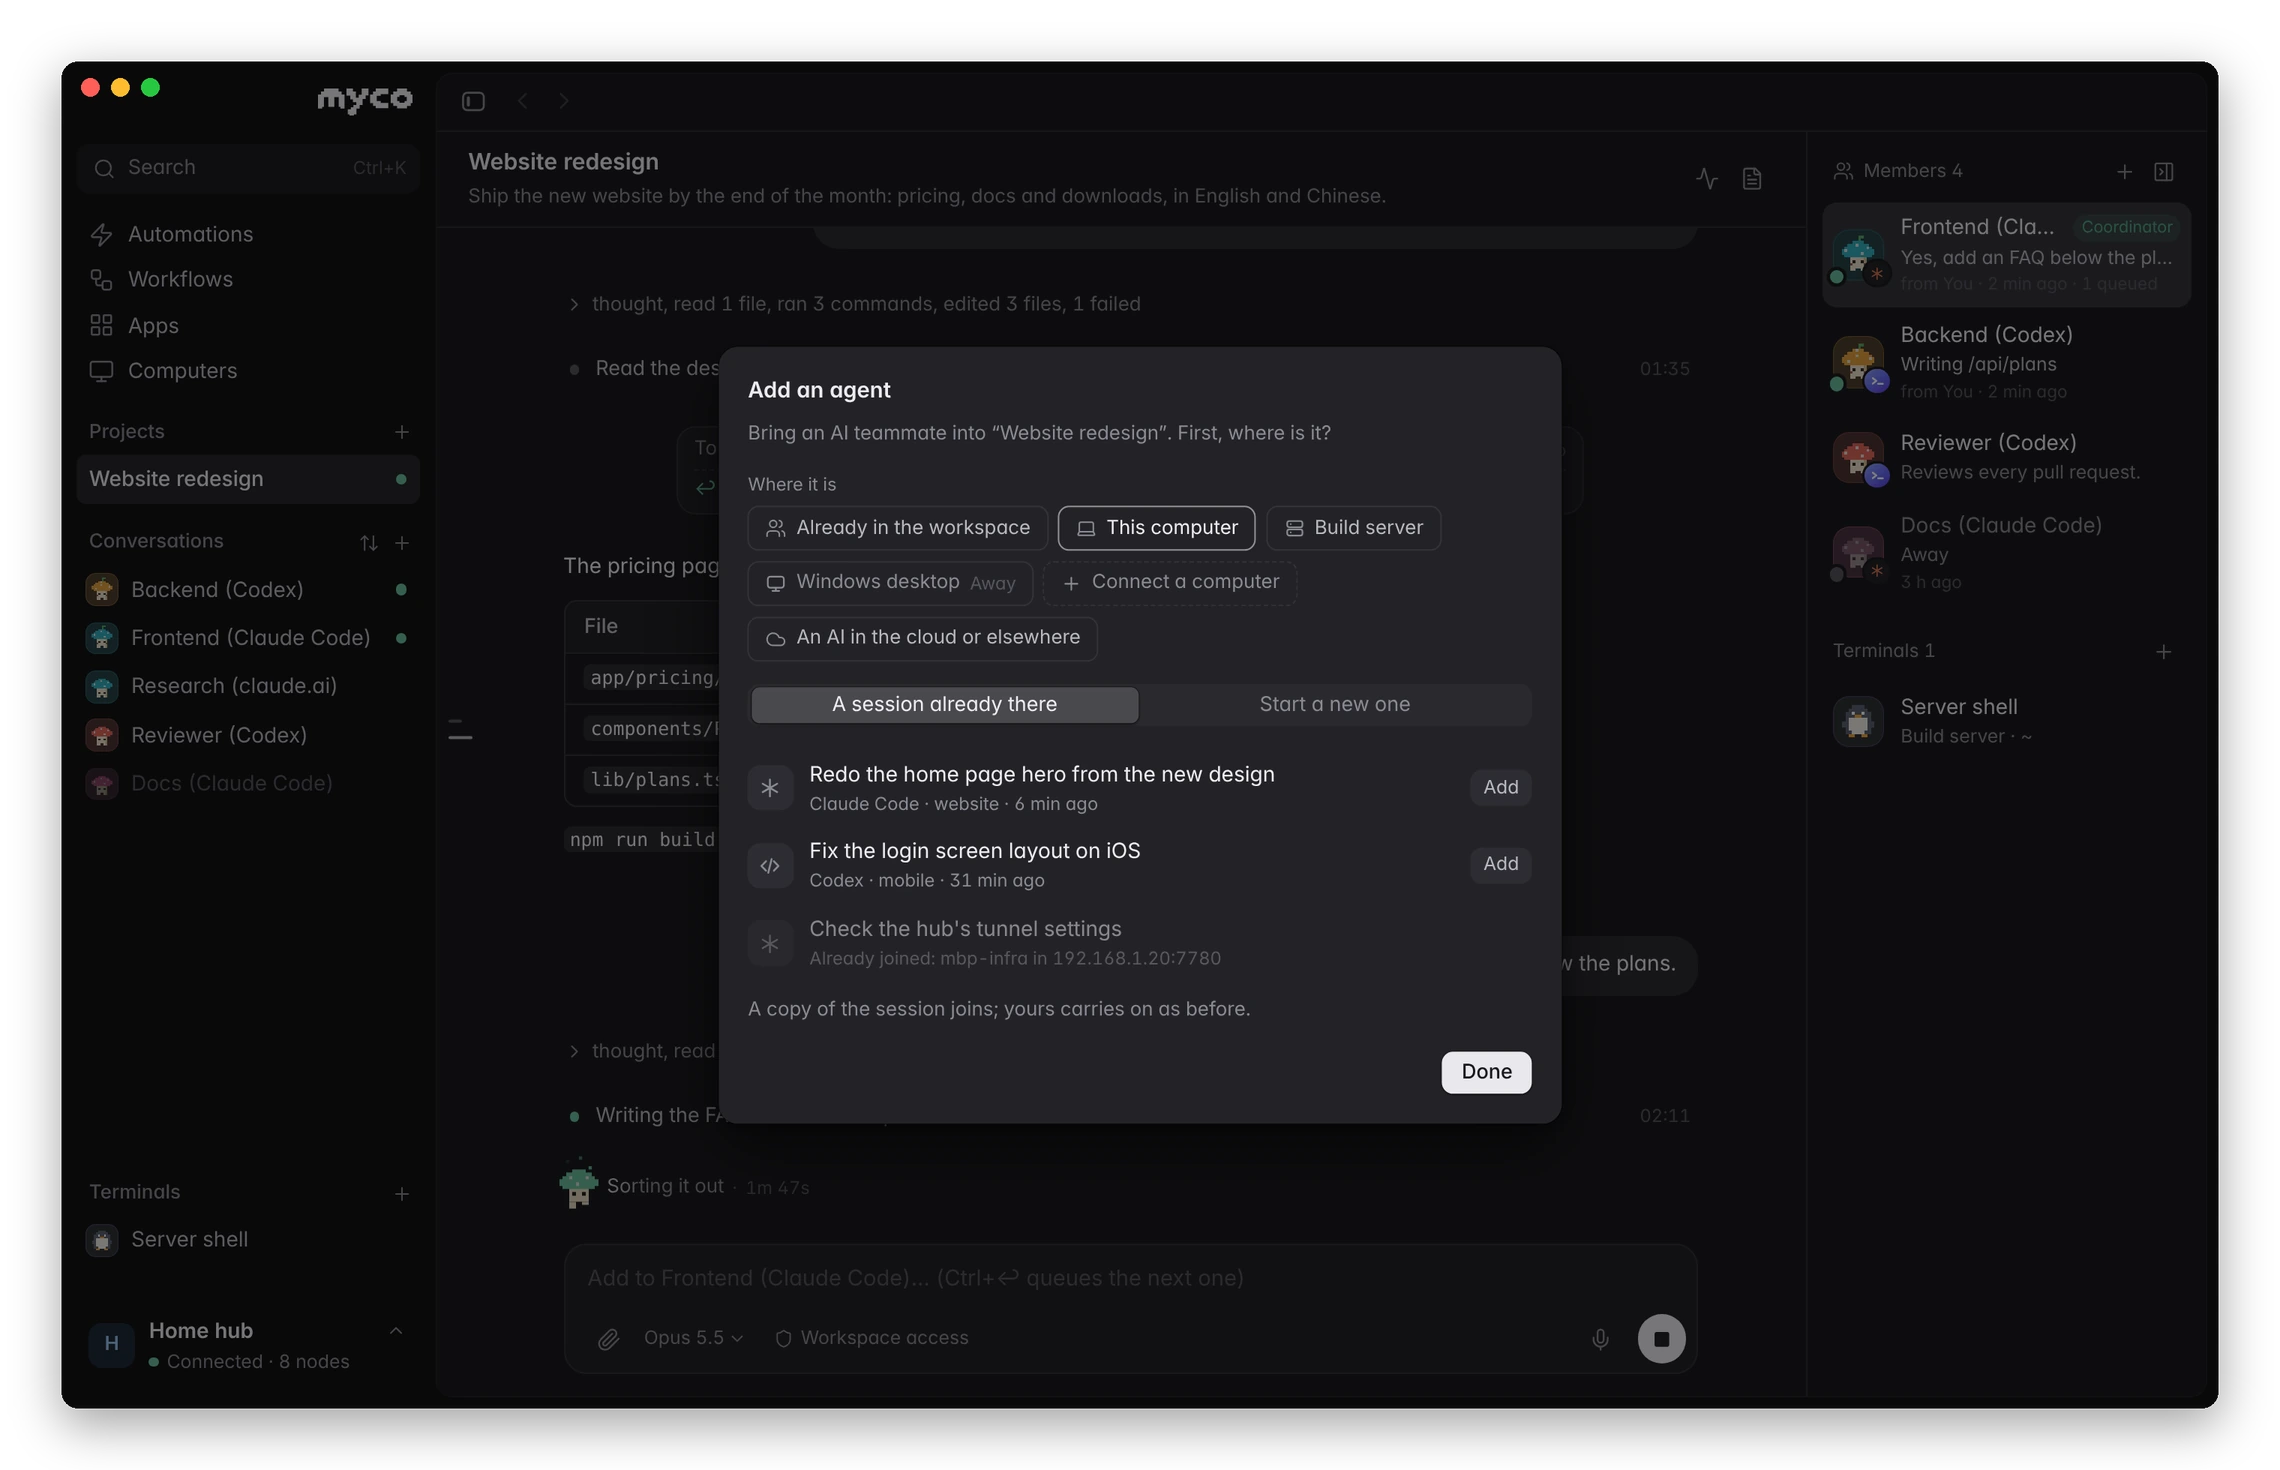 myco
Search Ctrl+K
Automations
Workflows
Apps
Computers
Projects
Website redesign
Conversations
Backend (Codex)
Frontend (Claude Code)
Research (claude.ai)
Reviewer (Codex)
Docs (Claude Code)
Terminals
Server shell
H
Home hub
Connected · 8 nodes
Website redesign
Ship the new website by the end of the month: pricing, docs and downloads, in English and Chinese.
thought, read 1 file, ran 3 commands, edited 3 files, 1 failed
Read the des
01:35
To
The pricing pag
File
app/pricing/
components/
lib/plans.ts
npm run build
w the plans.
thought, read
Writing the FA
02:11
Sorting it out · 1m 47s
Add to Frontend (Claude Code)... (Ctrl+↩ queues the next one)
Opus 5.5
Workspace access
Add an agent
Bring an AI teammate into “Website redesign”. First, where is it?
Where it is
Already in the workspace
This computer
Build server
Windows desktop Away
Connect a computer
An AI in the cloud or elsewhere
A session already there
Start a new one
Redo the home page hero from the new design
Claude Code · website · 6 min ago
Add
Fix the login screen layout on iOS
Codex · mobile · 31 min ago
Add
Check the hub's tunnel settings
Already joined: mbp-infra in 192.168.1.20:7780
A copy of the session joins; yours carries on as before.
Done
Members 4
Frontend (Cla... Coordinator
Yes, add an FAQ below the pl...
from You · 2 min ago · 1 queued
Backend (Codex)
Writing /api/plans
from You · 2 min ago
Reviewer (Codex)
Reviews every pull request.
Docs (Claude Code)
Away
3 h ago
Terminals 1
Server shell
Build server · ~